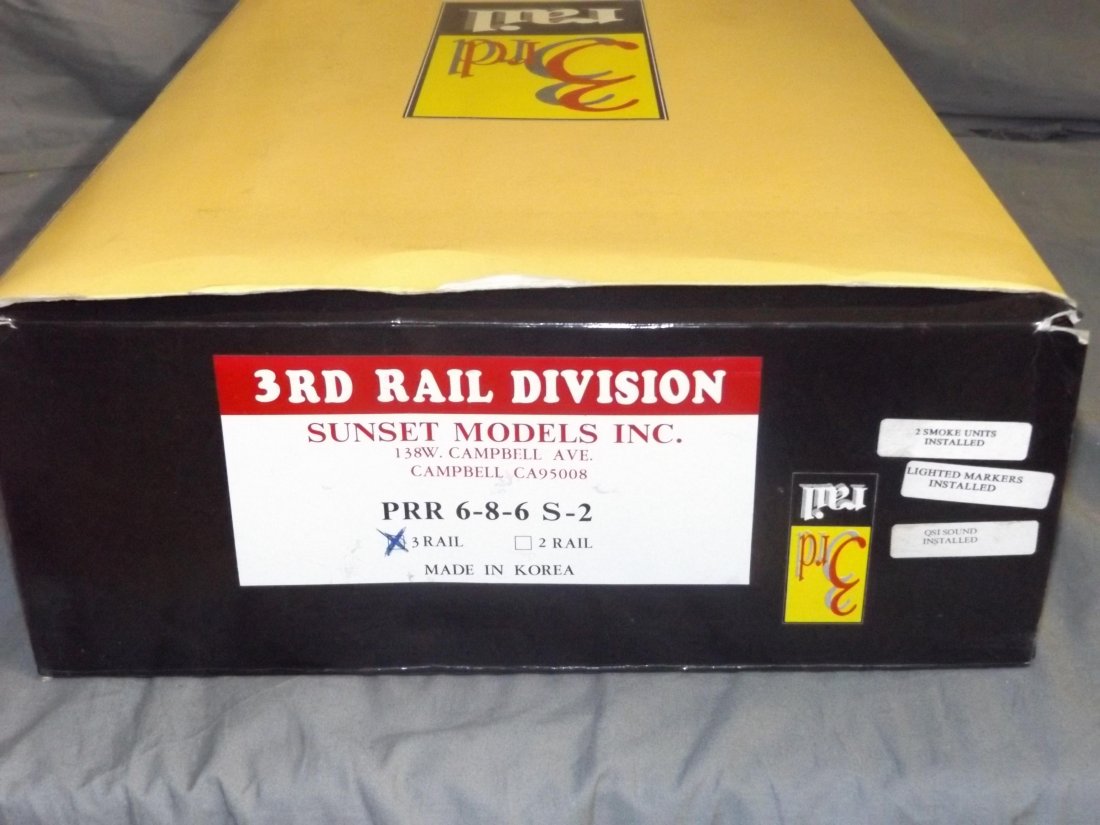 rail
3rd
3RD RAIL DIVISION
SUNSET MODELS INC.
138W. CAMPBELL AVE.
CAMPBELL CA95008
PRR 6-8-6 S-2
3 RAIL 2 RAIL
MADE IN KOREA
2 SMOKE UNITS
INSTALLED
LIGHTED MARKERS
INSTALLED
QSI SOUND
INSTALLED
rail
3rd